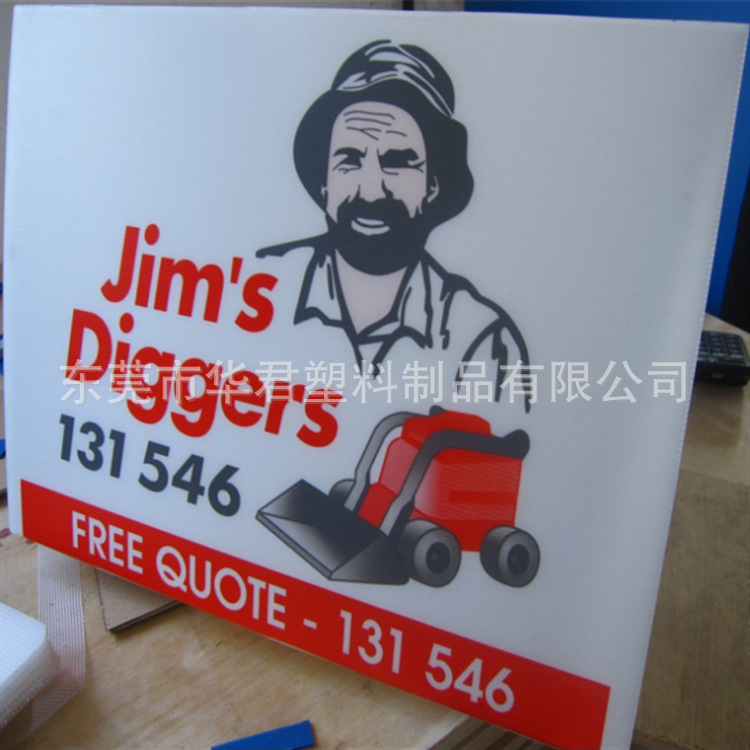 Jim's
Diggers
东莞市华君塑料制品有限公司
131 546
FREE QUOTE - 131 546